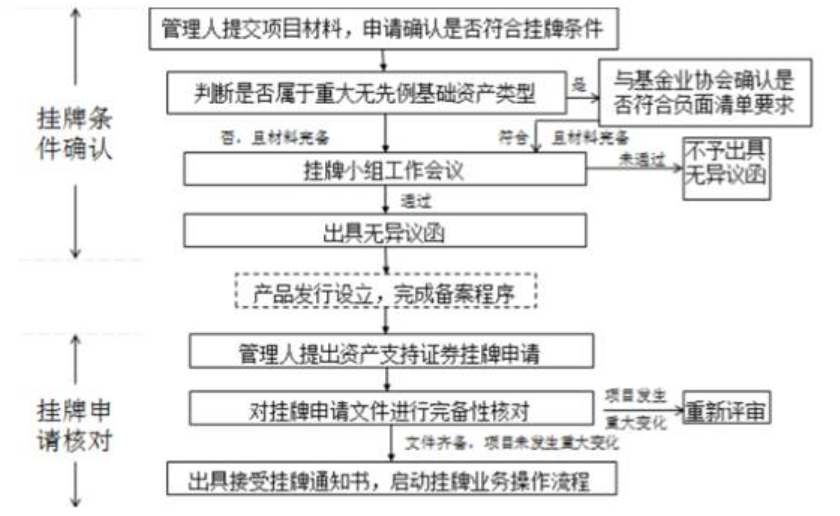 管理人提交项目材料，申请确认是否符合挂牌条件
判断是否属于重大无先例基础资产类型
是
与基金业协会确认是
否符合负面清单要求
挂牌条
件确认
否，且材料完备
符合
且材料完备
挂牌小组工作会议
未通过
不予出具
无异议函
通过
出具无异议函
产品发行设立，完成备案程序
管理人提出资产支持证券挂牌申请
挂牌申
请核对
对挂牌申请文件进行完备性核对
项目发生
重大变化
重新评审
文件齐备、项目未发生重大变化
出具接受挂牌通知书，启动挂牌业务操作流程